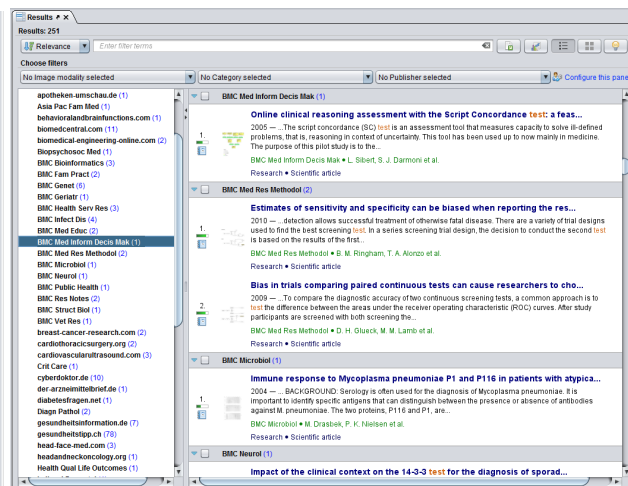 Results
Results: 251
Relevance
Enter filter terms
Choose filters
No Image modality selected
No Category selected
No Publisher selected
Configure this pane
apotheken-umschau.de (1)
Asia Pac Fam Med (1)
behavioralandbrainfunctions.com (1)
biomedcentral.com (11)
biomedical-engineering-online.com (2)
Biopsychosoc Med (1)
BMC Bioinformatics (3)
BMC Fam Pract (2)
BMC Genet (6)
BMC Geriatr (1)
BMC Health Serv Res (3)
BMC Infect Dis (4)
BMC Med Educ (2)
BMC Med Inform Decis Mak (1)
BMC Med Res Methodol (2)
BMC Microbiol (1)
BMC Neurol (1)
BMC Public Health (1)
BMC Res Notes (2)
BMC Struct Biol (1)
BMC Vet Res (1)
breast-cancer-research.com (2)
cardiothoracicsurgery.org (2)
cardiovascularultrasound.com (3)
Crit Care (1)
cyberdoktor.de (10)
der-arzneimittelbrief.de (1)
diabetesfragen.net (1)
Diagn Pathol (2)
gesundheitsinformation.de (7)
gesundheitstipp.ch (78)
head-face-med.com (3)
headandneckoncology.org (1)
Health Qual Life Outcomes (1)
BMC Med Inform Decis Mak (1)
Online clinical reasoning assessment with the Script Concordance test: a feas...
1.
2005 — ...The script concordance (SC) test is an assessment tool that measures capacity to solve ill-defined
problems, that is, reasoning in context of uncertainty. This tool has been used up to now mainly in medicine.
The purpose of this pilot study is to the...
BMC Med Inform Decis Mak • L. Sibert, S. J. Darmoni et al.
Research • Scientific article
BMC Med Res Methodol (2)
Estimates of sensitivity and specificity can be biased when reporting the res...
1.
2010 — ...detection allows successful treatment of otherwise fatal disease. There are a variety of trial designs
used to find the best screening test. In a series screening trial design, the decision to conduct the second test
is based on the results of the first...
BMC Med Res Methodol • B. M. Ringham, T. A. Alonzo et al.
Research • Scientific article
Bias in trials comparing paired continuous tests can cause researchers to cho...
2.
2009 — ...To compare the diagnostic accuracy of two continuous screening tests, a common approach is to
test the difference between the areas under the receiver operating characteristic (ROC) curves. After study
participants are screened with both screening the...
BMC Med Res Methodol • D. H. Glueck, M. M. Lamb et al.
Research • Scientific article
BMC Microbiol (1)
Immune response to Mycoplasma pneumoniae P1 and P116 in patients with atypica...
1.
2004 — ... BACKGROUND: Serology is often used for the diagnosis of Mycoplasma pneumoniae. It is
important to identify specific antigens that can distinguish between the presence or absence of antibodies
against M. pneumoniae. The two proteins, P116 and P1, are...
BMC Microbiol • M. Drasbek, P. K. Nielsen et al.
Research • Scientific article
BMC Neurol (1)
Impact of the clinical context on the 14-3-3 test for the diagnosis of sporad...